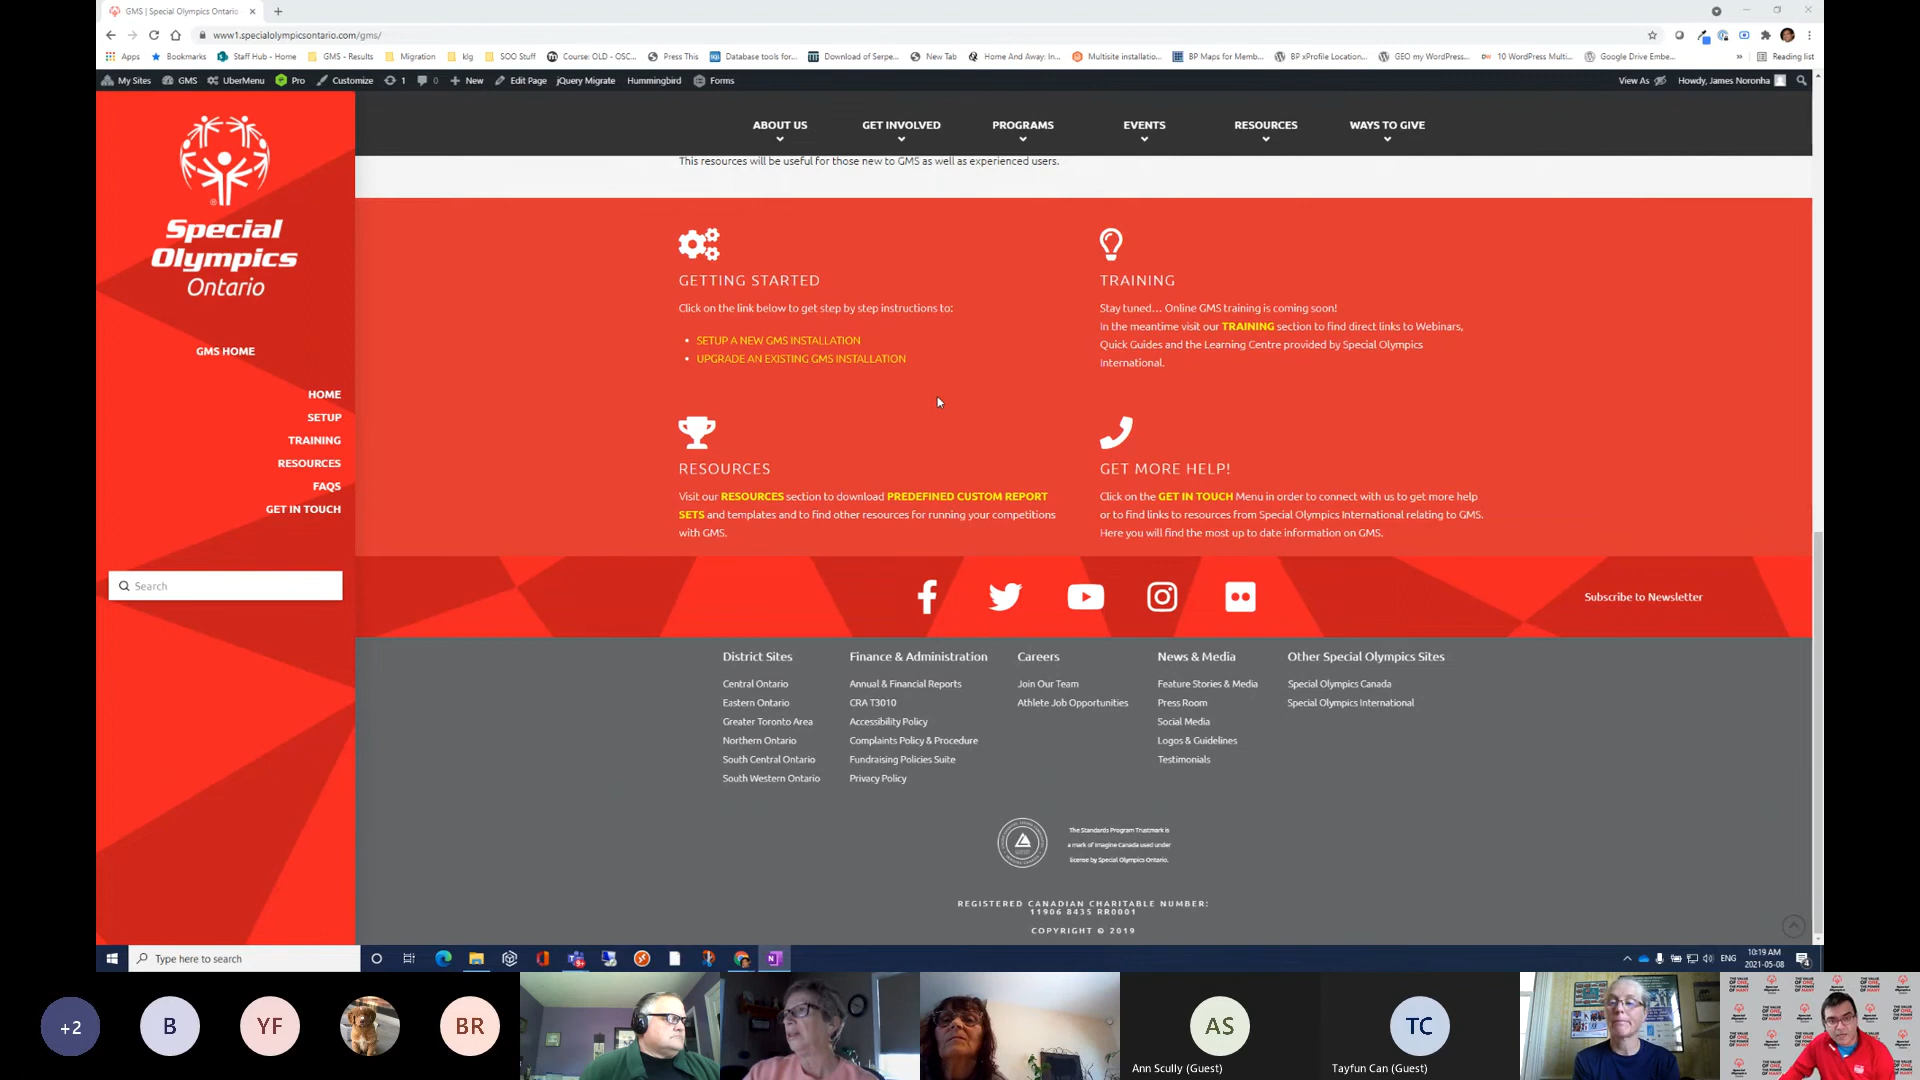 GMS | Special Olympics Ontario
www1.specialolympicsontario.com/gms/
Apps Bookmarks Staff Hub - Home GMS - Results Migration klg SOO Stuff Course: OLD - OSC... Press This Database tools for... Download of Serpe... New Tab Home And Away: In... Multisite installatio... BP Maps for Memb... BP xProfile Location... GEO my WordPress... 10 WordPress Multi... Google Drive Embe... Reading list
My Sites GMS UberMenu Pro Customize 1 0 New Edit Page jQuery Migrate Hummingbird Forms View As Howdy, James Noronha
Special
Olympics
Ontario
GMS HOME
HOME
SETUP
TRAINING
RESOURCES
FAQS
GET IN TOUCH
Search
ABOUT US GET INVOLVED PROGRAMS EVENTS RESOURCES WAYS TO GIVE
This resources will be useful for those new to GMS as well as experienced users.
GETTING STARTED
Click on the link below to get step by step instructions to:
• SETUP A NEW GMS INSTALLATION
• UPGRADE AN EXISTING GMS INSTALLATION
TRAINING
Stay tuned... Online GMS training is coming soon!
In the meantime visit our TRAINING section to find direct links to Webinars,
Quick Guides and the Learning Centre provided by Special Olympics
International.
RESOURCES
Visit our RESOURCES section to download PREDEFINED CUSTOM REPORT
SETS and templates and to find other resources for running your competitions
with GMS.
GET MORE HELP!
Click on the GET IN TOUCH Menu in order to connect with us to get more help
or to find links to resources from Special Olympics International relating to GMS.
Here you will find the most up to date information on GMS.
Subscribe to Newsletter
District Sites
Central Ontario
Eastern Ontario
Greater Toronto Area
Northern Ontario
South Central Ontario
South Western Ontario
Finance & Administration
Annual & Financial Reports
CRA T3010
Accessibility Policy
Complaints Policy & Procedure
Fundraising Policies Suite
Privacy Policy
Careers
Join Our Team
Athlete Job Opportunities
News & Media
Feature Stories & Media
Press Room
Social Media
Logos & Guidelines
Testimonials
Other Special Olympics Sites
Special Olympics Canada
Special Olympics International
The Standards Program Trustmark is
a mark of Imagine Canada used under
license by Special Olympics Ontario.
REGISTERED CANADIAN CHARITABLE NUMBER:
11906 8435 RR0001
COPYRIGHT © 2019
Type here to search
ENG
10:19 AM
2021-05-08
+2
B
YF
BR
AS
Ann Scully (Guest)
TC
Tayfun Can (Guest)